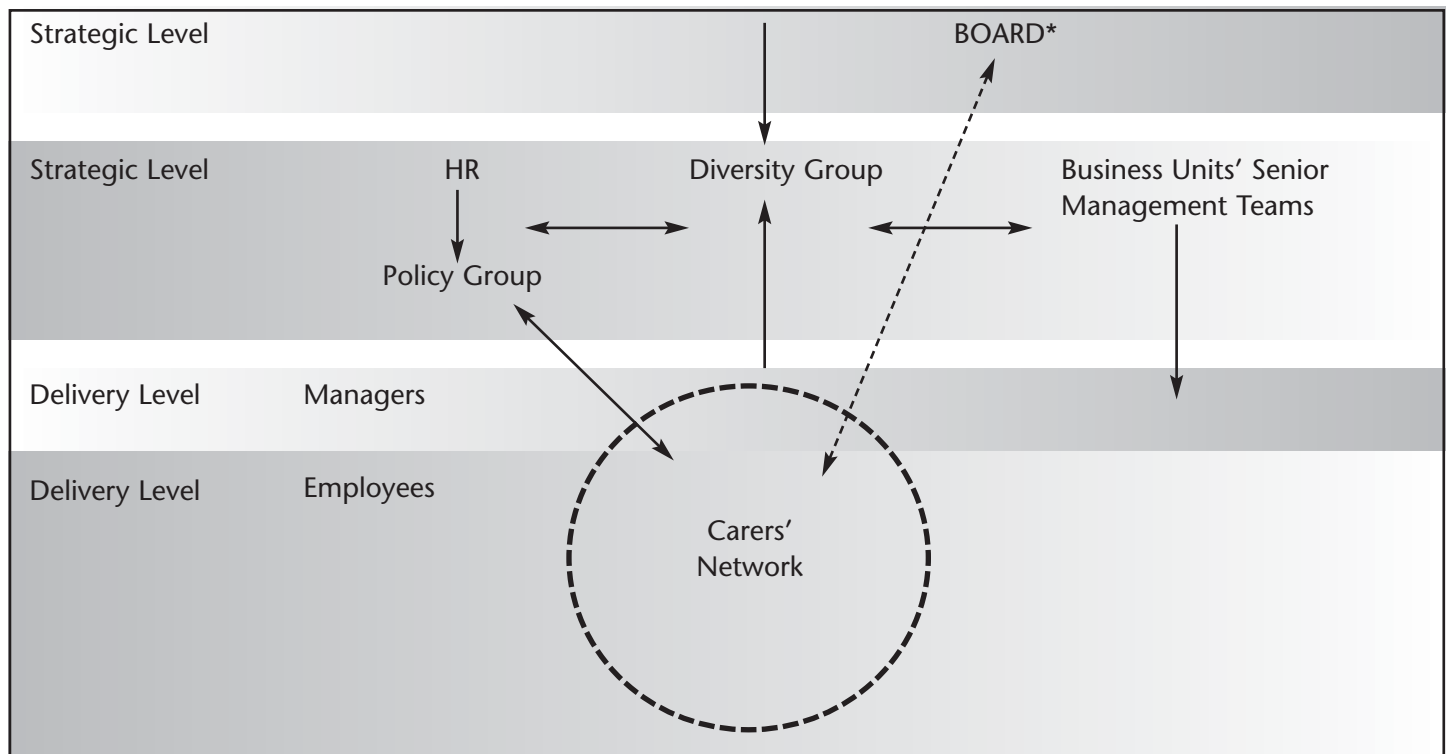 Strategic Level
BOARD*
Strategic Level
HR
Diversity Group
Business Units’ Senior
Management Teams
Policy Group
Delivery Level
Managers
Delivery Level
Employees
Carers’
Network